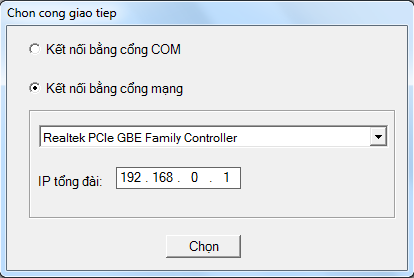 Chon cong giao tiep
Kết nối bằng cổng COM
Kết nối bằng cổng mạng
Realtek PCIe GBE Family Controller
IP tổng đài: 192 . 168 . 0 . 1
Chọn